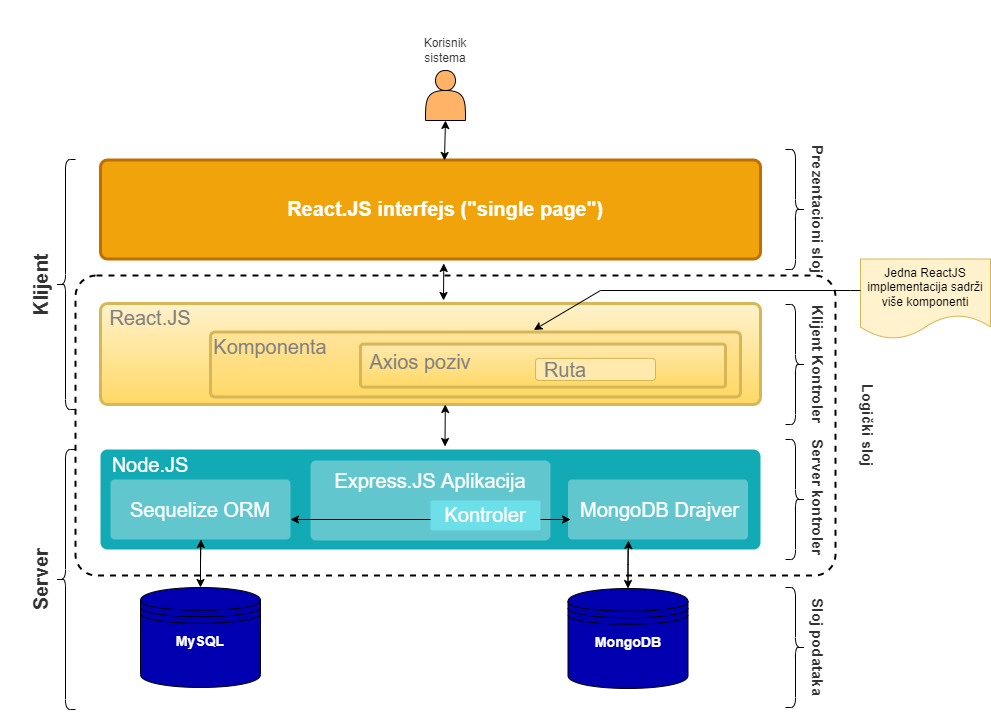 Korisnik
sistema
React.JS interfejs ("single page")
Prezentacioni sloj
Klijent
Jedna ReactJS
implementacija sadrži
više komponenti
React.JS
Komponenta
Axios poziv
Ruta
Klijent Kontroler
Logički sloj
Node.JS
Express.JS Aplikacija
Sequelize ORM
Kontroler
MongoDB Drajver
Server kontroler
Server
MySQL
MongoDB
Sloj podataka